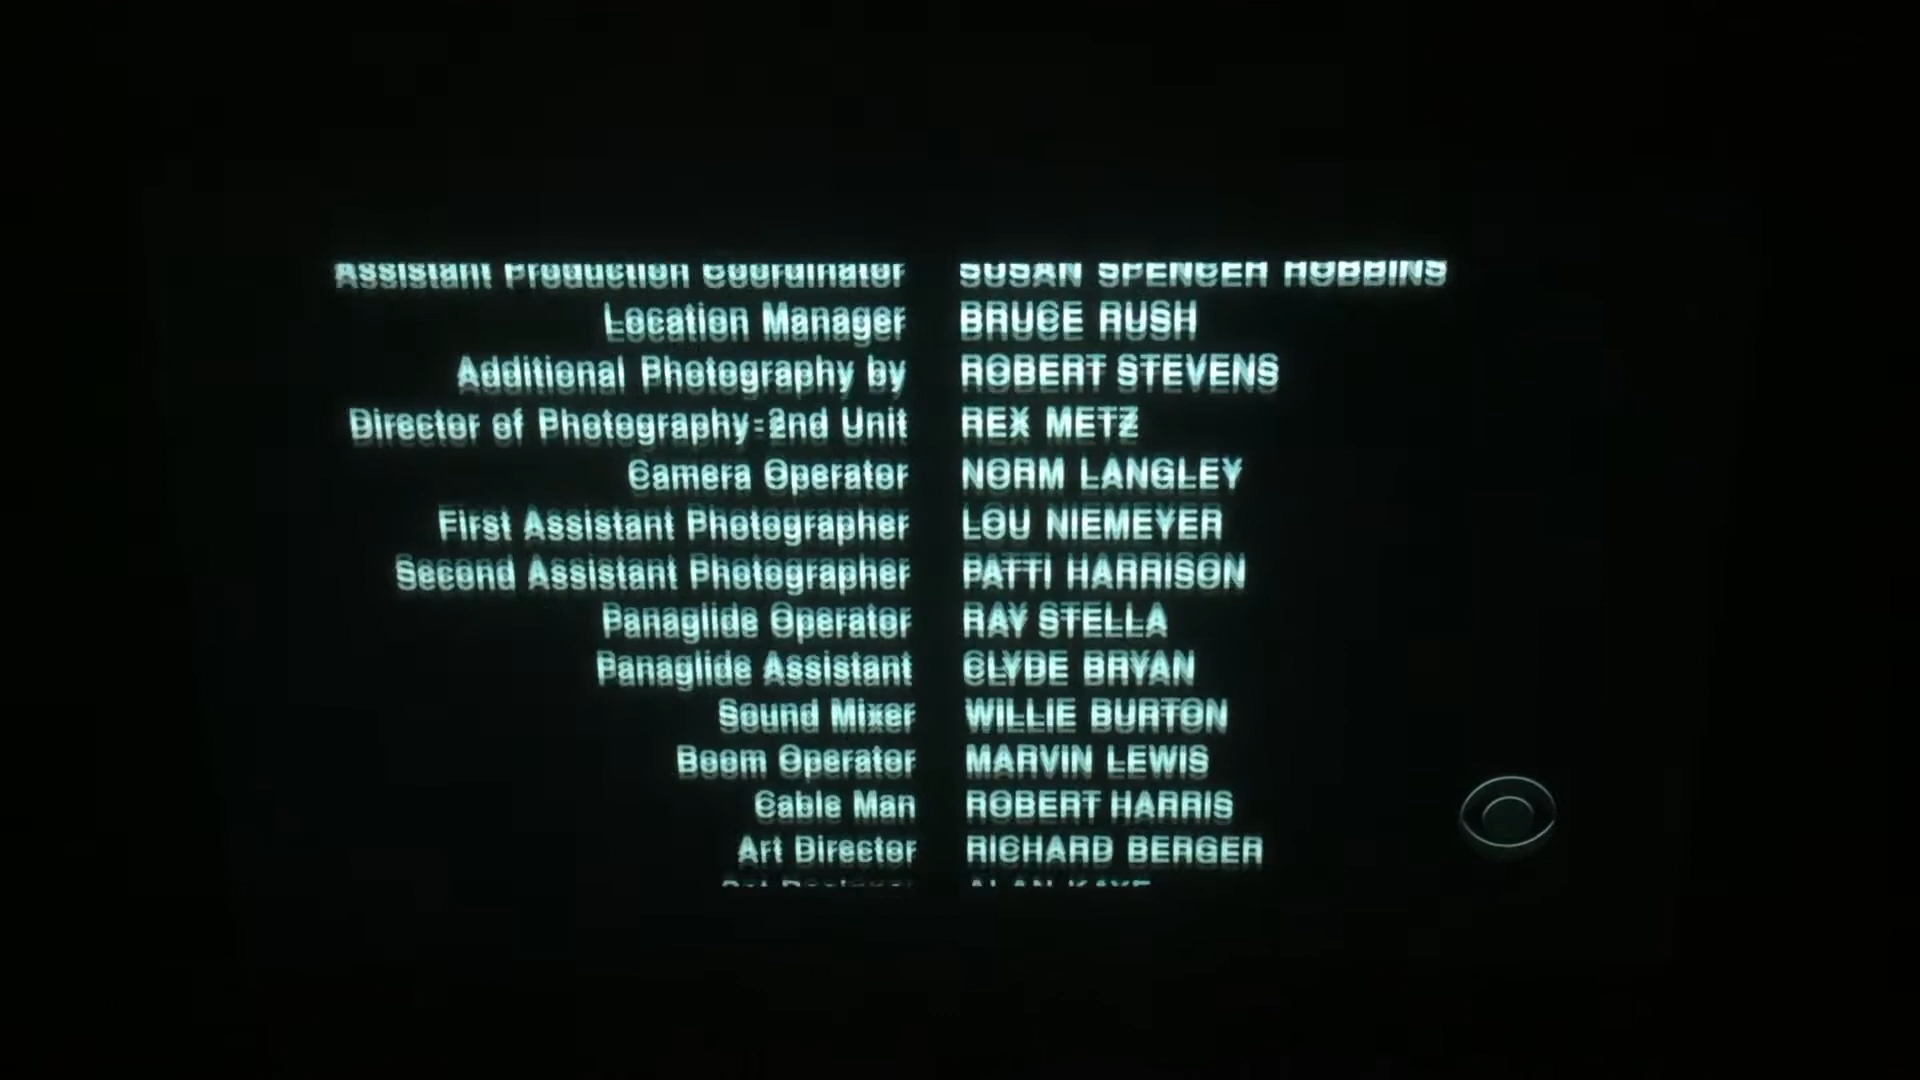 Assistant Production Coordinator SUSAN SPENCER ROBBINS
Location Manager BRUCE RUSH
Additional Photography by ROBERT STEVENS
Director of Photography-2nd Unit REX METZ
Camera Operator NORM LANGLEY
First Assistant Photographer LOU NIEMEYER
Second Assistant Photographer PATTI HARRISON
Panaglide Operator RAY STELLA
Panaglide Assistant CLYDE BRYAN
Sound Mixer WILLIE BURTON
Boom Operator MARVIN LEWIS
Cable Man ROBERT HARRIS
Art Director RICHARD BERGER